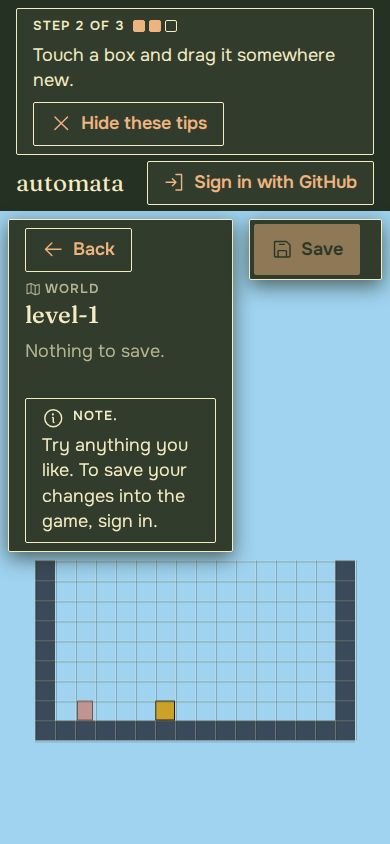 STEP 2 OF 3
Touch a box and drag it somewhere
new.
Hide these tips
automata
Sign in with GitHub
Back
Save
WORLD
level-1
Nothing to save.
NOTE.
Try anything you
like. To save your
changes into the
game, sign in.